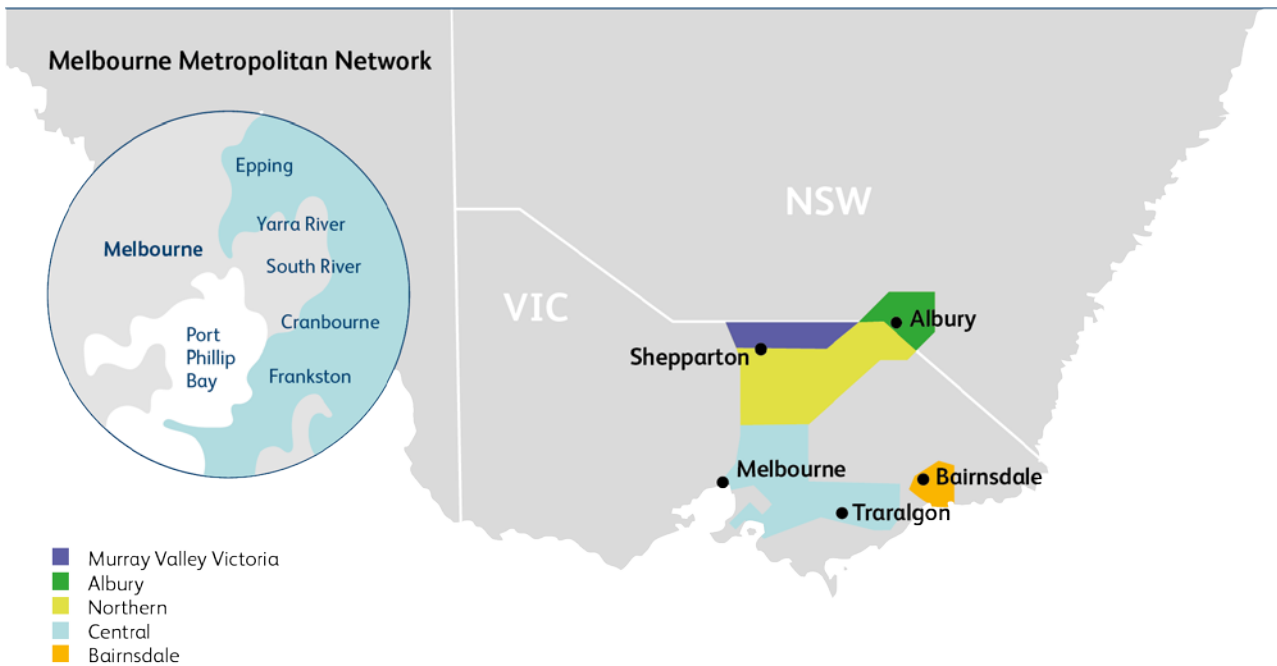 Melbourne Metropolitan Network
Epping
Yarra River
Melbourne
South River
Cranbourne
Port
Phillip
Bay
Frankston
NSW
VIC
Albury
Shepparton
Melbourne
Bairnsdale
Traralgon
Murray Valley Victoria
Albury
Northern
Central
Bairnsdale